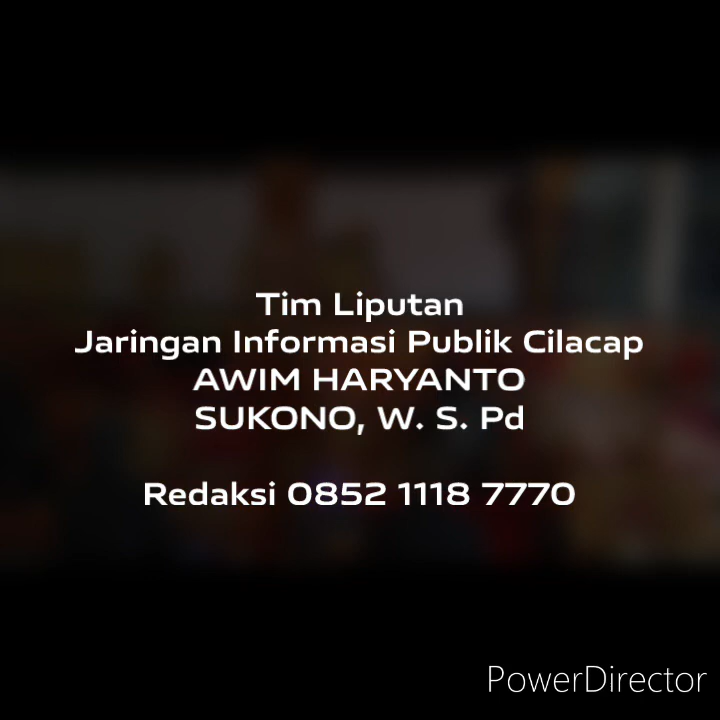 Tim Liputan
Jaringan Informasi Publik Cilacap
AWIM HARYANTO
SUKONO, W. S. Pd
Redaksi 0852 1118 7770
PowerDirector